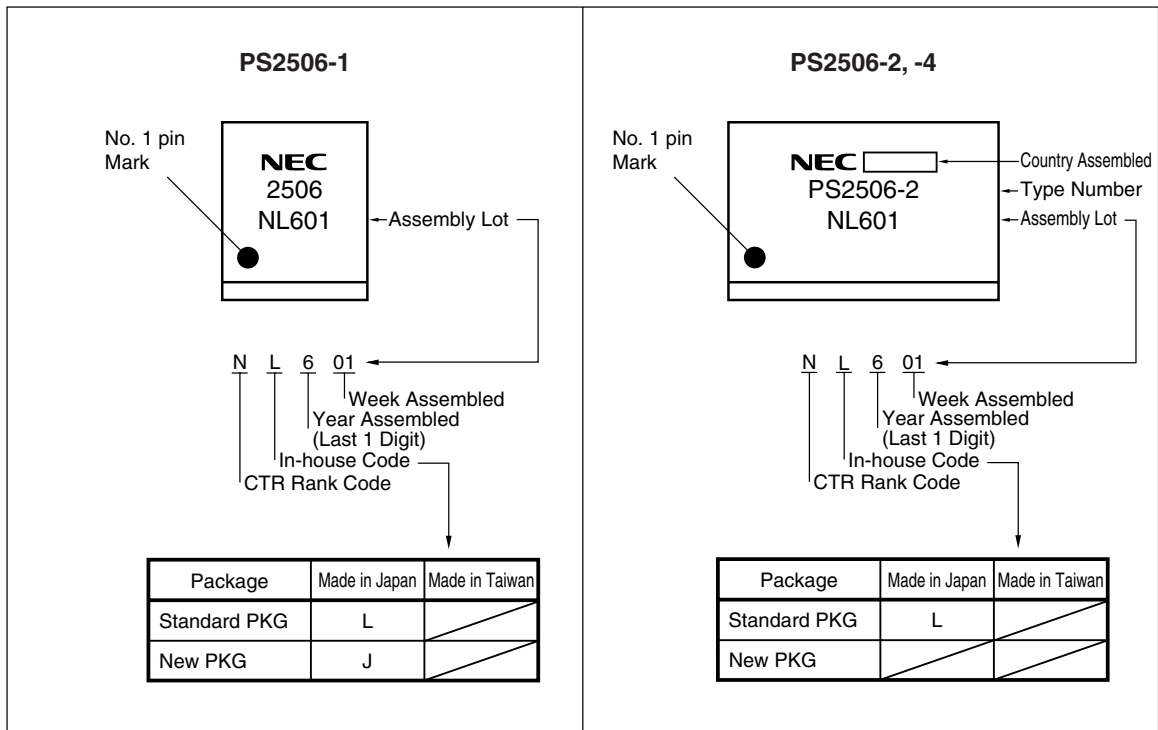 PS2506-1
No. 1 pin
Mark
NEC
2506
NL601
Assembly Lot
N L 6 01
Week Assembled
Year Assembled
(Last 1 Digit)
In-house Code
CTR Rank Code
Package Made in Japan Made in Taiwan
Standard PKG L
New PKG J
PS2506-2, -4
No. 1 pin
Mark
NEC
Country Assembled
PS2506-2
Type Number
NL601
Assembly Lot
N L 6 01
Week Assembled
Year Assembled
(Last 1 Digit)
In-house Code
CTR Rank Code
Package Made in Japan Made in Taiwan
Standard PKG L
New PKG